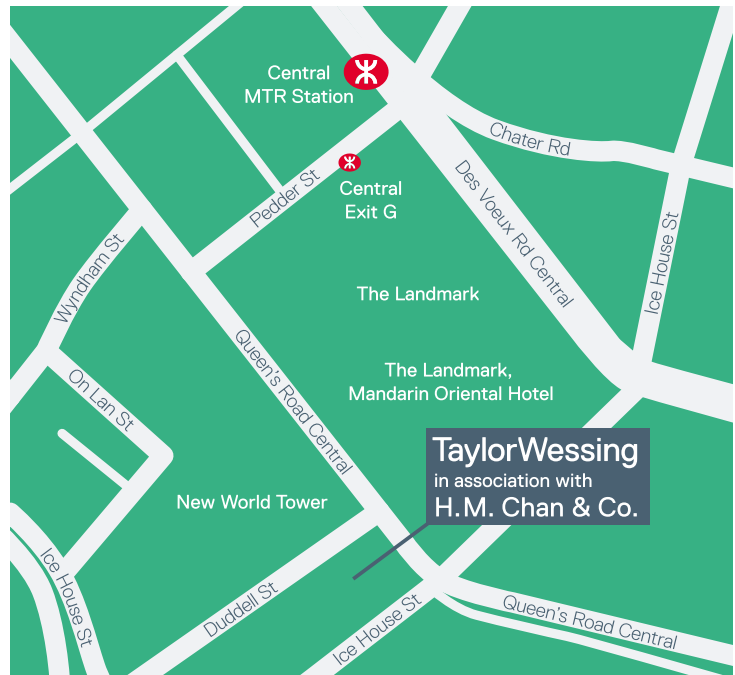 Central
MTR Station
Chater Rd
Central
Exit G
Pedder St
Des Voeux Rd Central
Ice House St
Wyndham St
The Landmark
Queen's Road Central
The Landmark,
Mandarin Oriental Hotel
On Lan St
TaylorWessing
in association with
H.M. Chan & Co.
New World Tower
Ice House St
Duddell St
Ice House St
Queen's Road Central